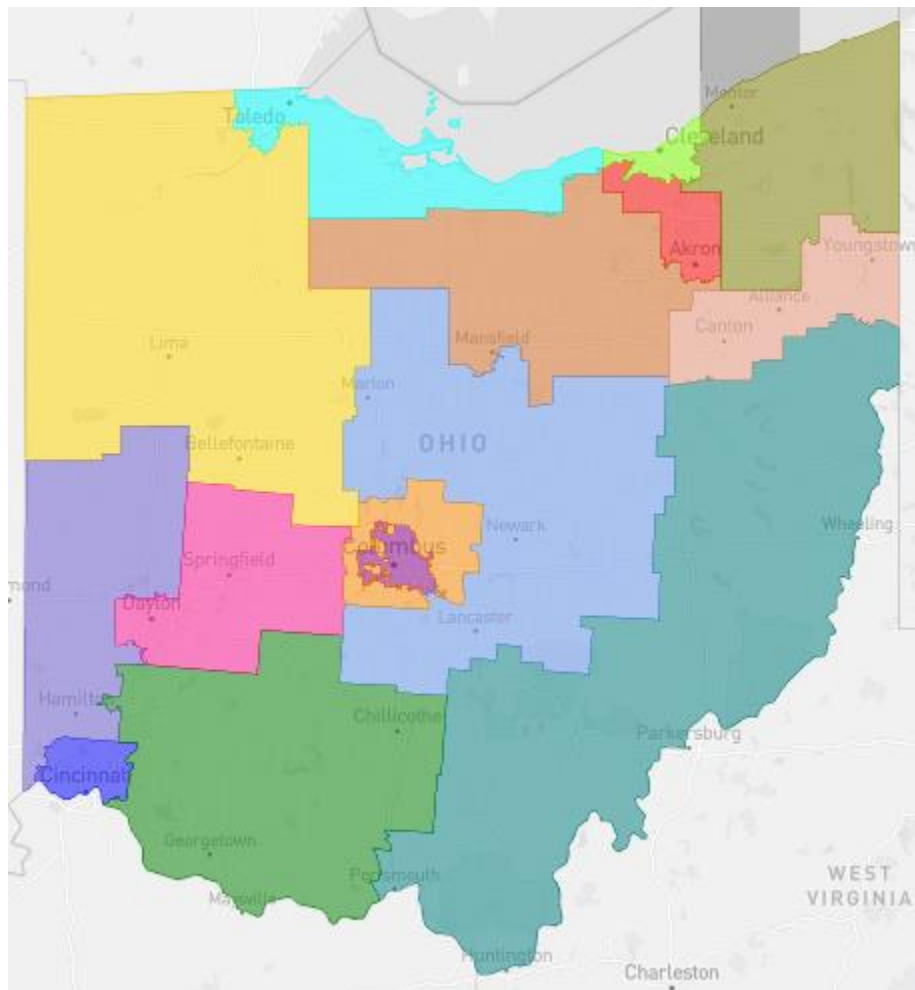 Mentor
Toledo
Cleveland
Akron
Youngstown
Alliance
Canton
Lima
Mansfield
Marion
Bellefontaine
OHIO
Newark
Wheeling
Columbus
Springfield
mond
Dayton
Lancaster
Hamilton
Chillicothe
Parkersburg
Cincinnati
Georgetown
Portsmouth
WEST
VIRGINIA
Maysville
Huntington
Charleston